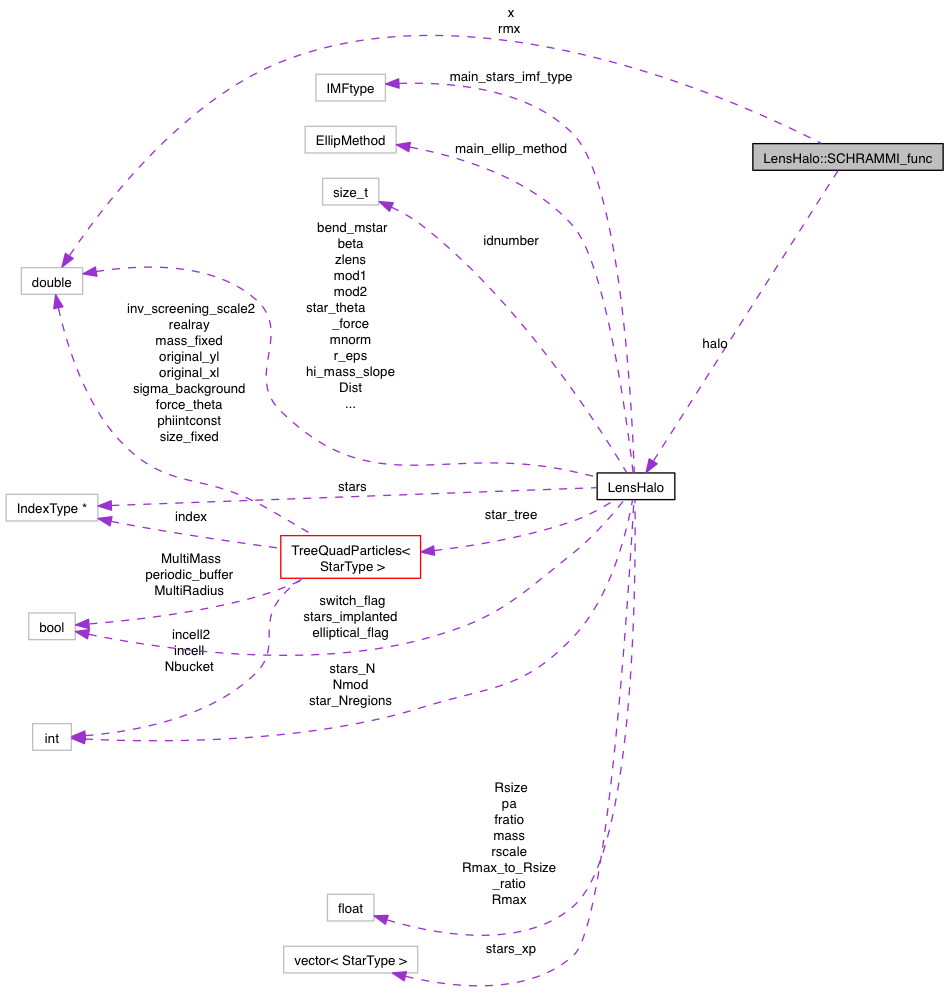 x
rmx
IMFtype
main_stars_imf_type
EllipMethod
main_ellip_method
LensHalo::SCHRAMMI_func
size_t
idnumber
bend_mstar
beta
zlens
mod1
mod2
star_theta
_force
mnorm
r_eps
hi_mass_slope
Dist
...
double
inv_screening_scale2
realray
mass_fixed
original_yl
original_xl
sigma_background
force_theta
phiintconst
size_fixed
halo
LensHalo
stars
IndexType *
index
star_tree
TreeQuadParticles<
StarType >
MultiMass
periodic_buffer
MultiRadius
switch_flag
stars_implanted
elliptical_flag
bool
incell2
incell
Nbucket
stars_N
Nmod
star_Nregions
int
Rsize
pa
fratio
mass
rscale
Rmax_to_Rsize
_ratio
Rmax
float
stars_xp
vector< StarType >